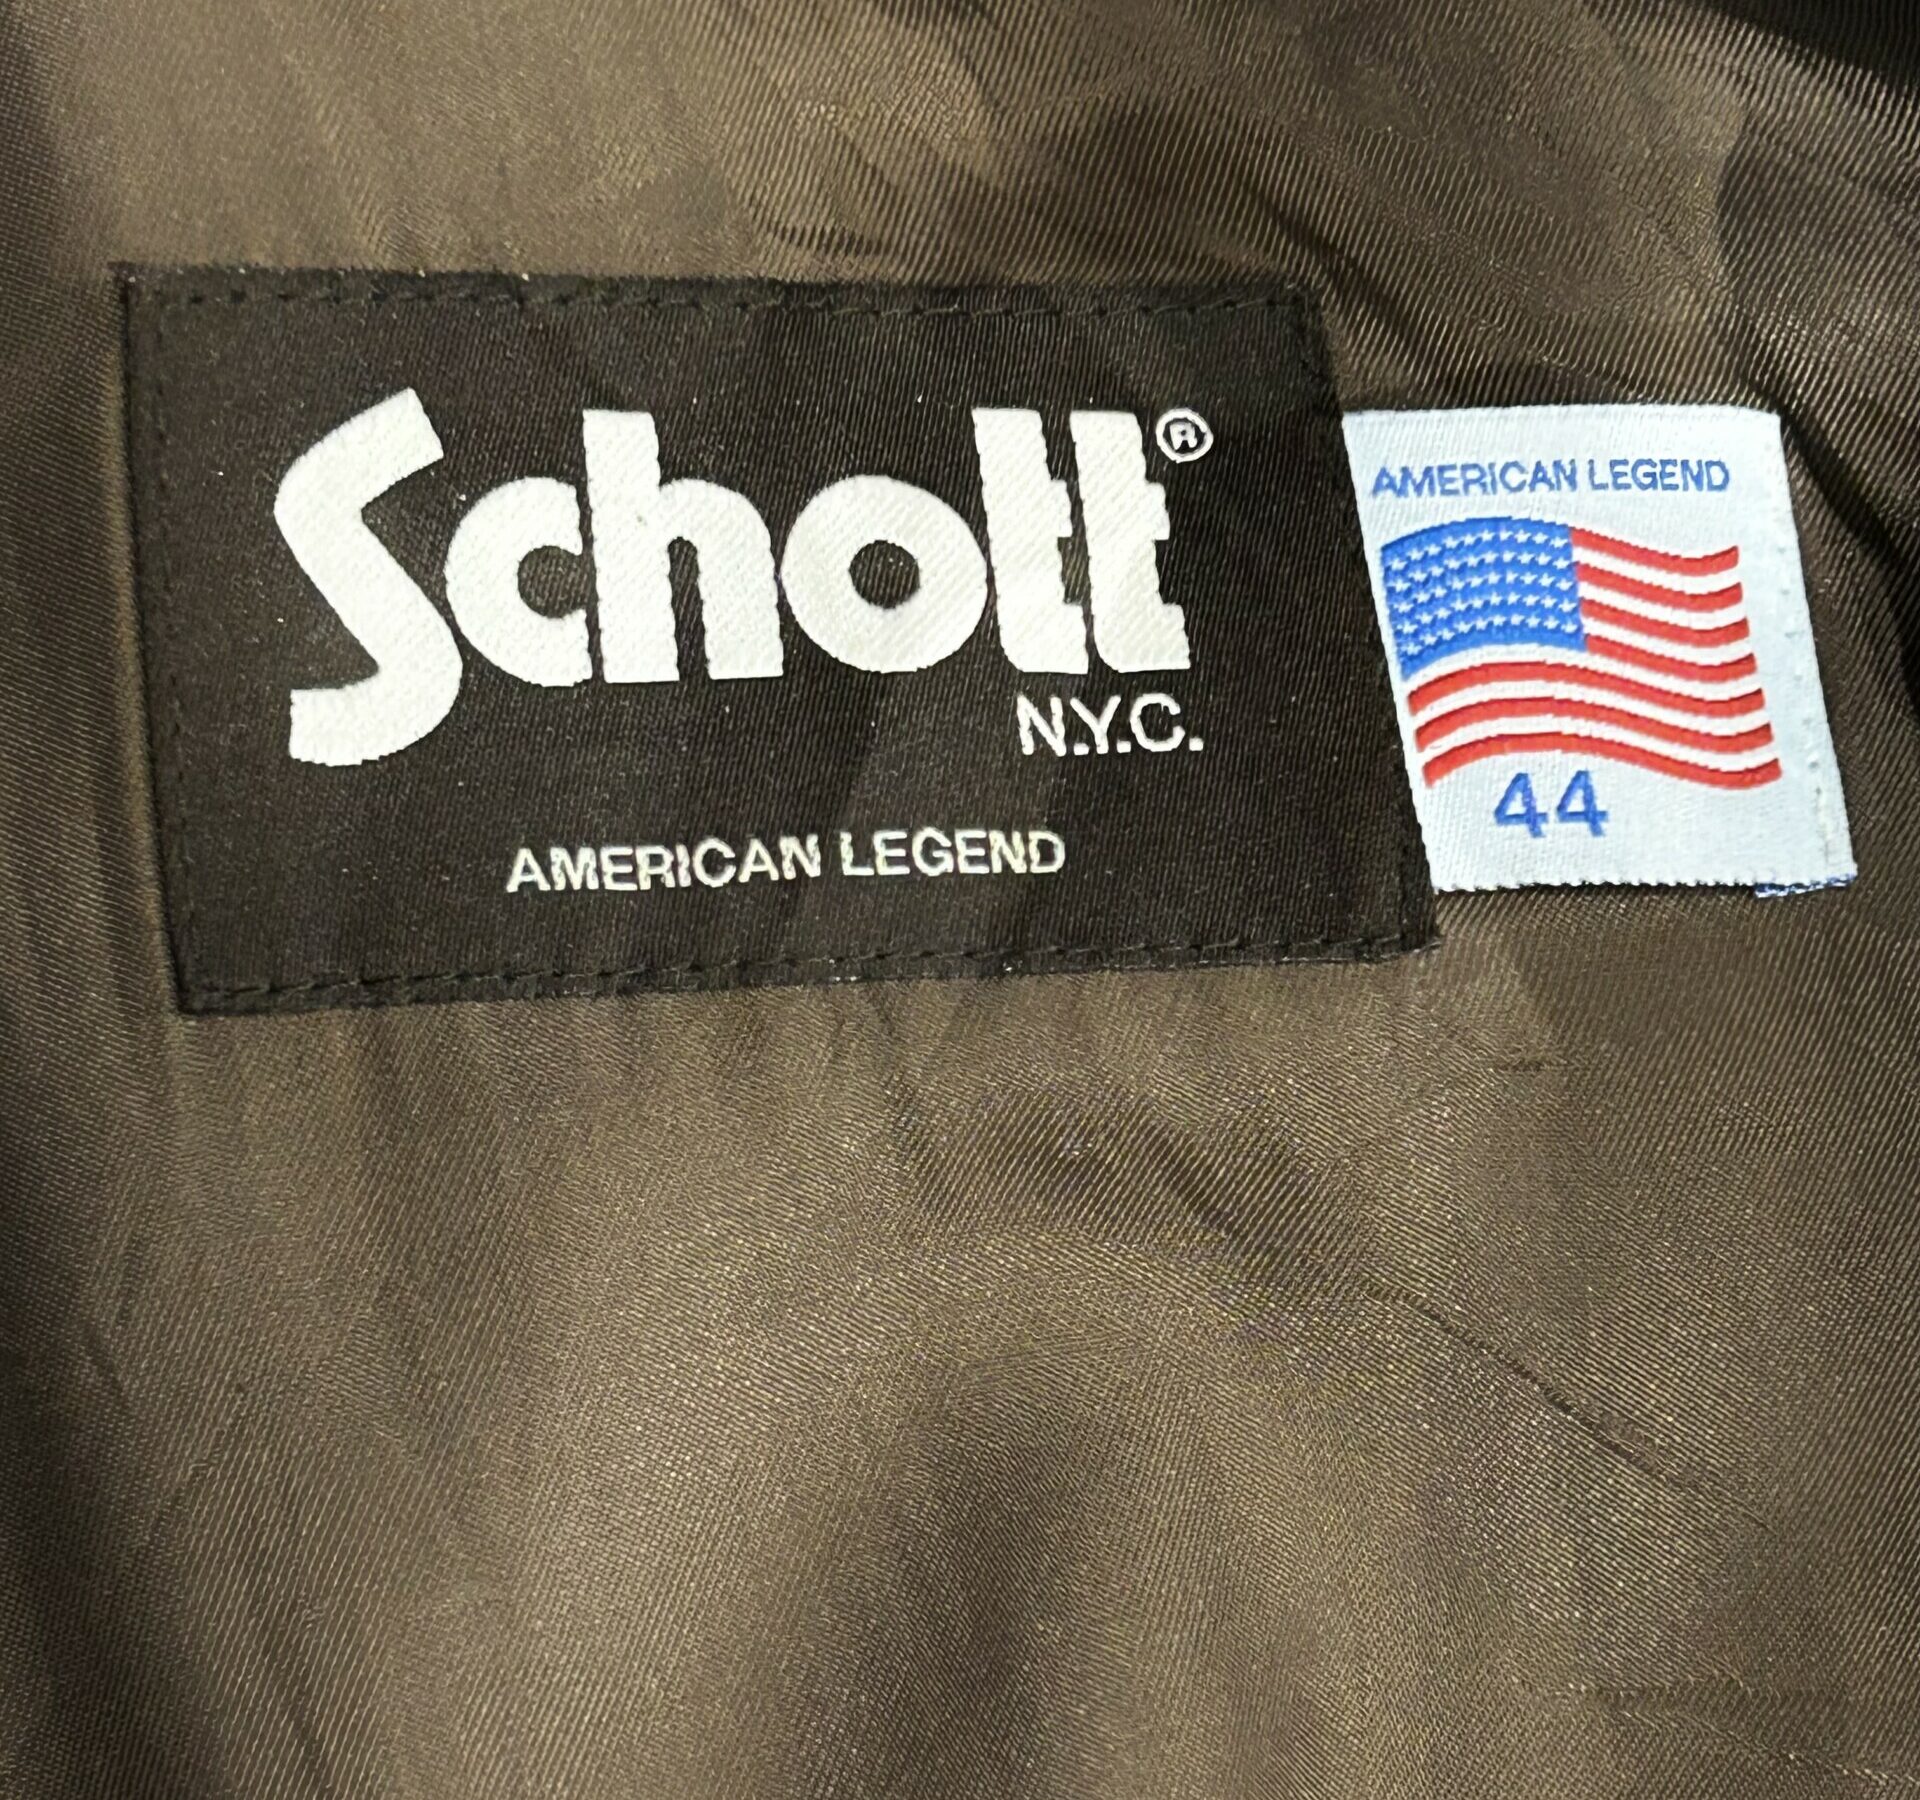 Schott®
N.Y.C.
AMERICAN LEGEND
AMERICAN LEGEND
44